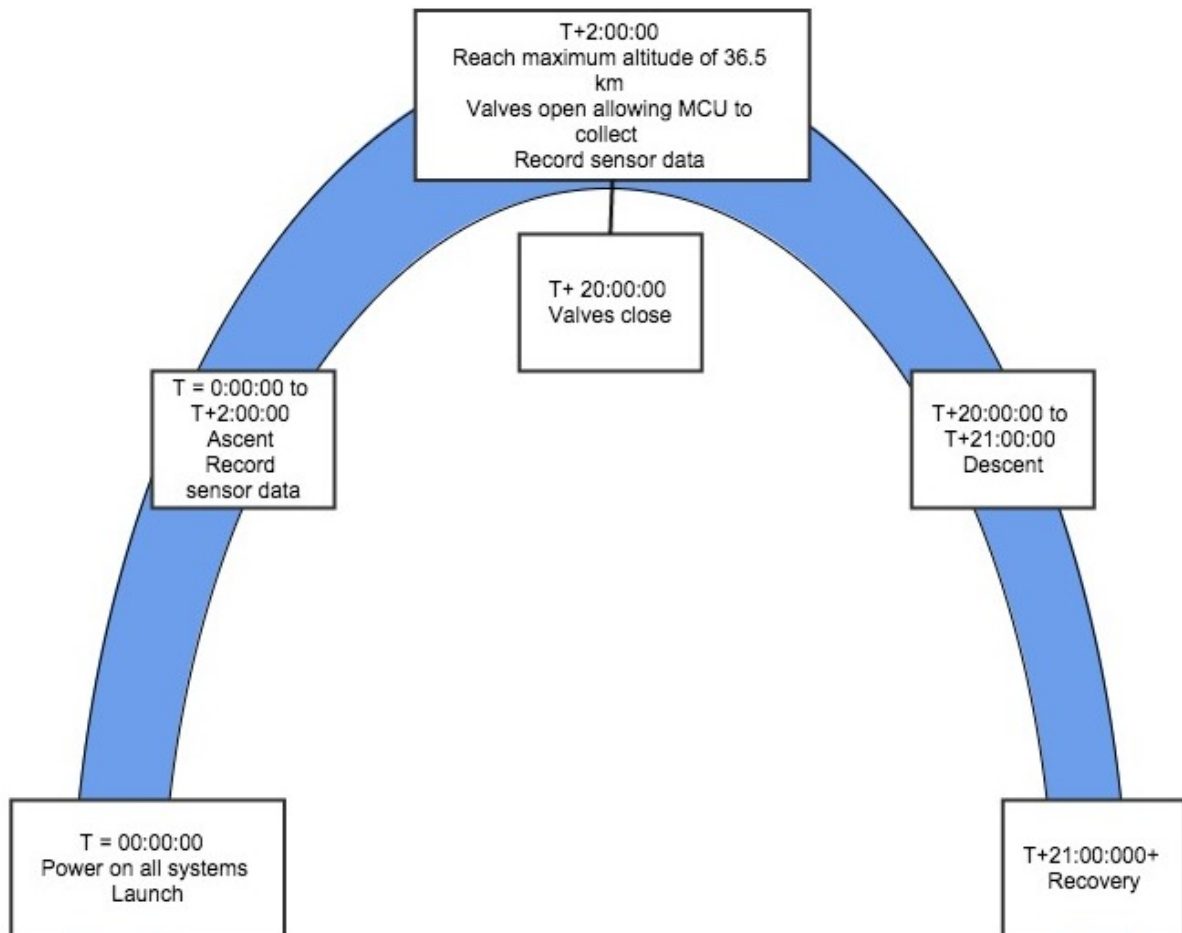 T+2:00:00
Reach maximum altitude of 36.5
km
Valves open allowing MCU to
collect
Record sensor data
T+ 20:00:00
Valves close
T = 0:00:00 to
T+2:00:00
Ascent
Record
sensor data
T+20:00:00 to
T+21:00:00
Descent
T = 00:00:00
Power on all systems
Launch
T+21:00:000+
Recovery